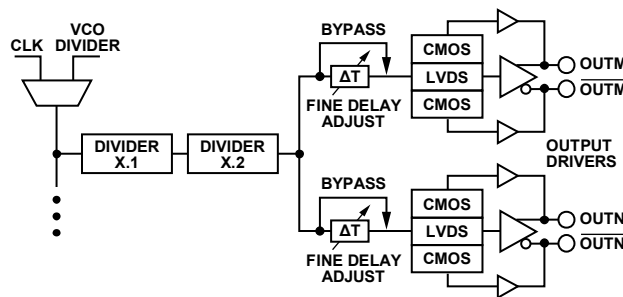 CLK
VCO
DIVIDER
DIVIDER
X.1
DIVIDER
X.2
BYPASS
ΔT
FINE DELAY
ADJUST
CMOS
LVDS
CMOS
OUTM
OUTM
OUTPUT
DRIVERS
BYPASS
ΔT
FINE DELAY
ADJUST
CMOS
LVDS
CMOS
OUTN
OUTN